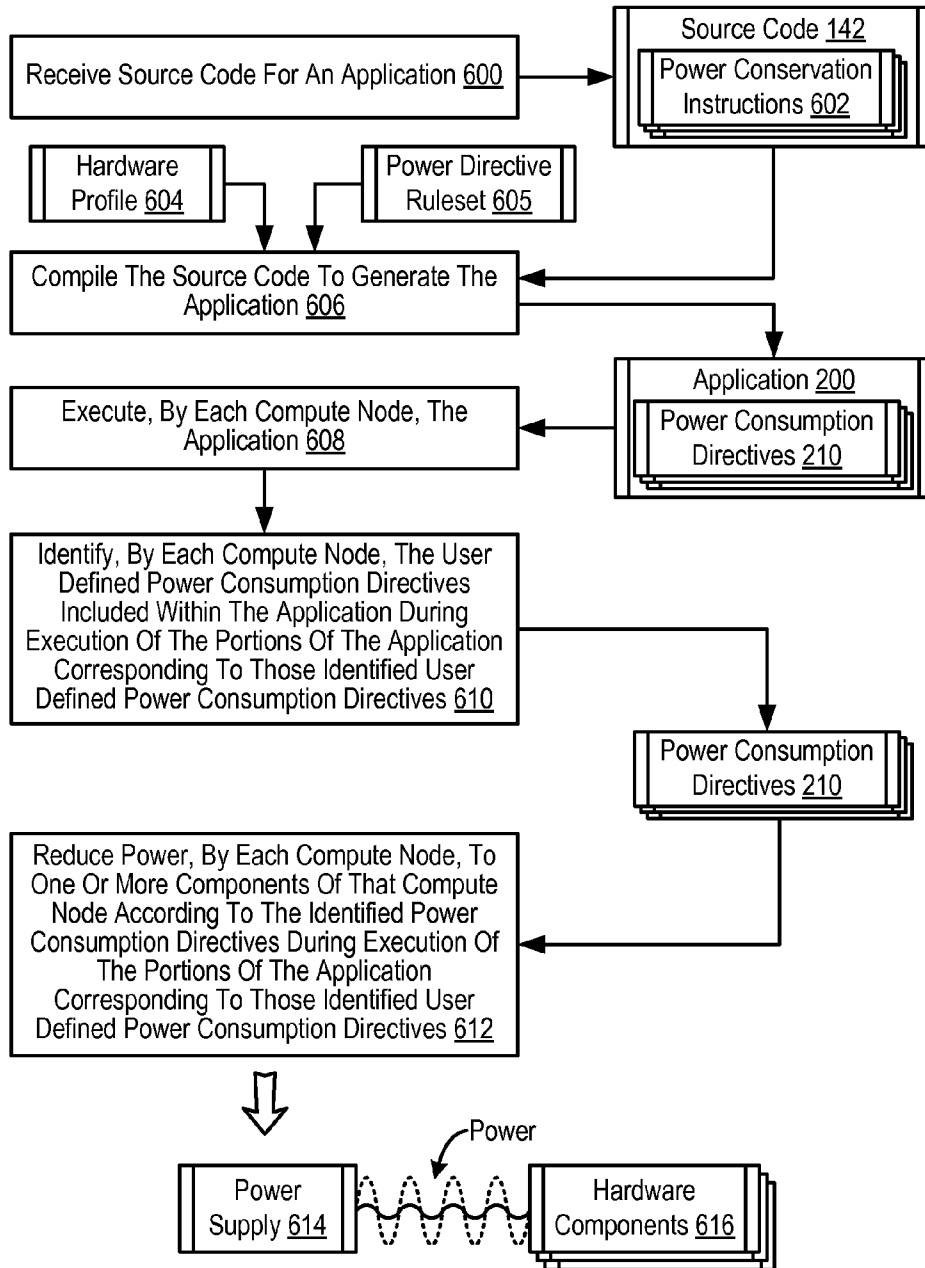 Receive Source Code For An Application 600
Source Code 142
Power Conservation
Instructions 602
Hardware
Profile 604
Power Directive
Ruleset 605
Compile The Source Code To Generate The
Application 606
Application 200
Power Consumption
Directives 210
Execute, By Each Compute Node, The
Application 608
Identify, By Each Compute Node, The User
Defined Power Consumption Directives
Included Within The Application During
Execution Of The Portions Of The Application
Corresponding To Those Identified User
Defined Power Consumption Directives 610
Power Consumption
Directives 210
Reduce Power, By Each Compute Node, To
One Or More Components Of That Compute
Node According To The Identified Power
Consumption Directives During Execution Of
The Portions Of The Application
Corresponding To Those Identified User
Defined Power Consumption Directives 612
Power
Power
Supply 614
Hardware
Components 616